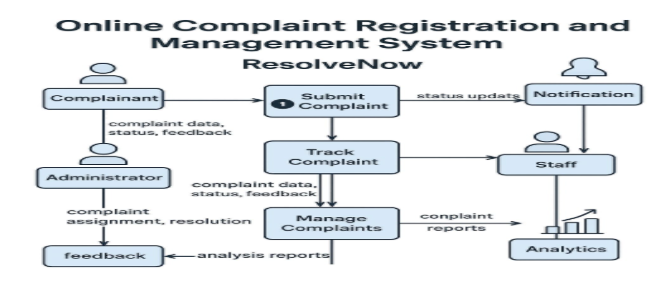 Online Complaint Registration and
Management System
ResolveNow
Complainant
1 Submit
Complaint
status updats
Notification
complaint data,
status, feedback
Track
Complaint
Staff
Administrator
complaint data,
status, feedback
complaint
assignment, resolution
Manage
Complaints
conplaint
reports
feedback
analysis reports
Analytics